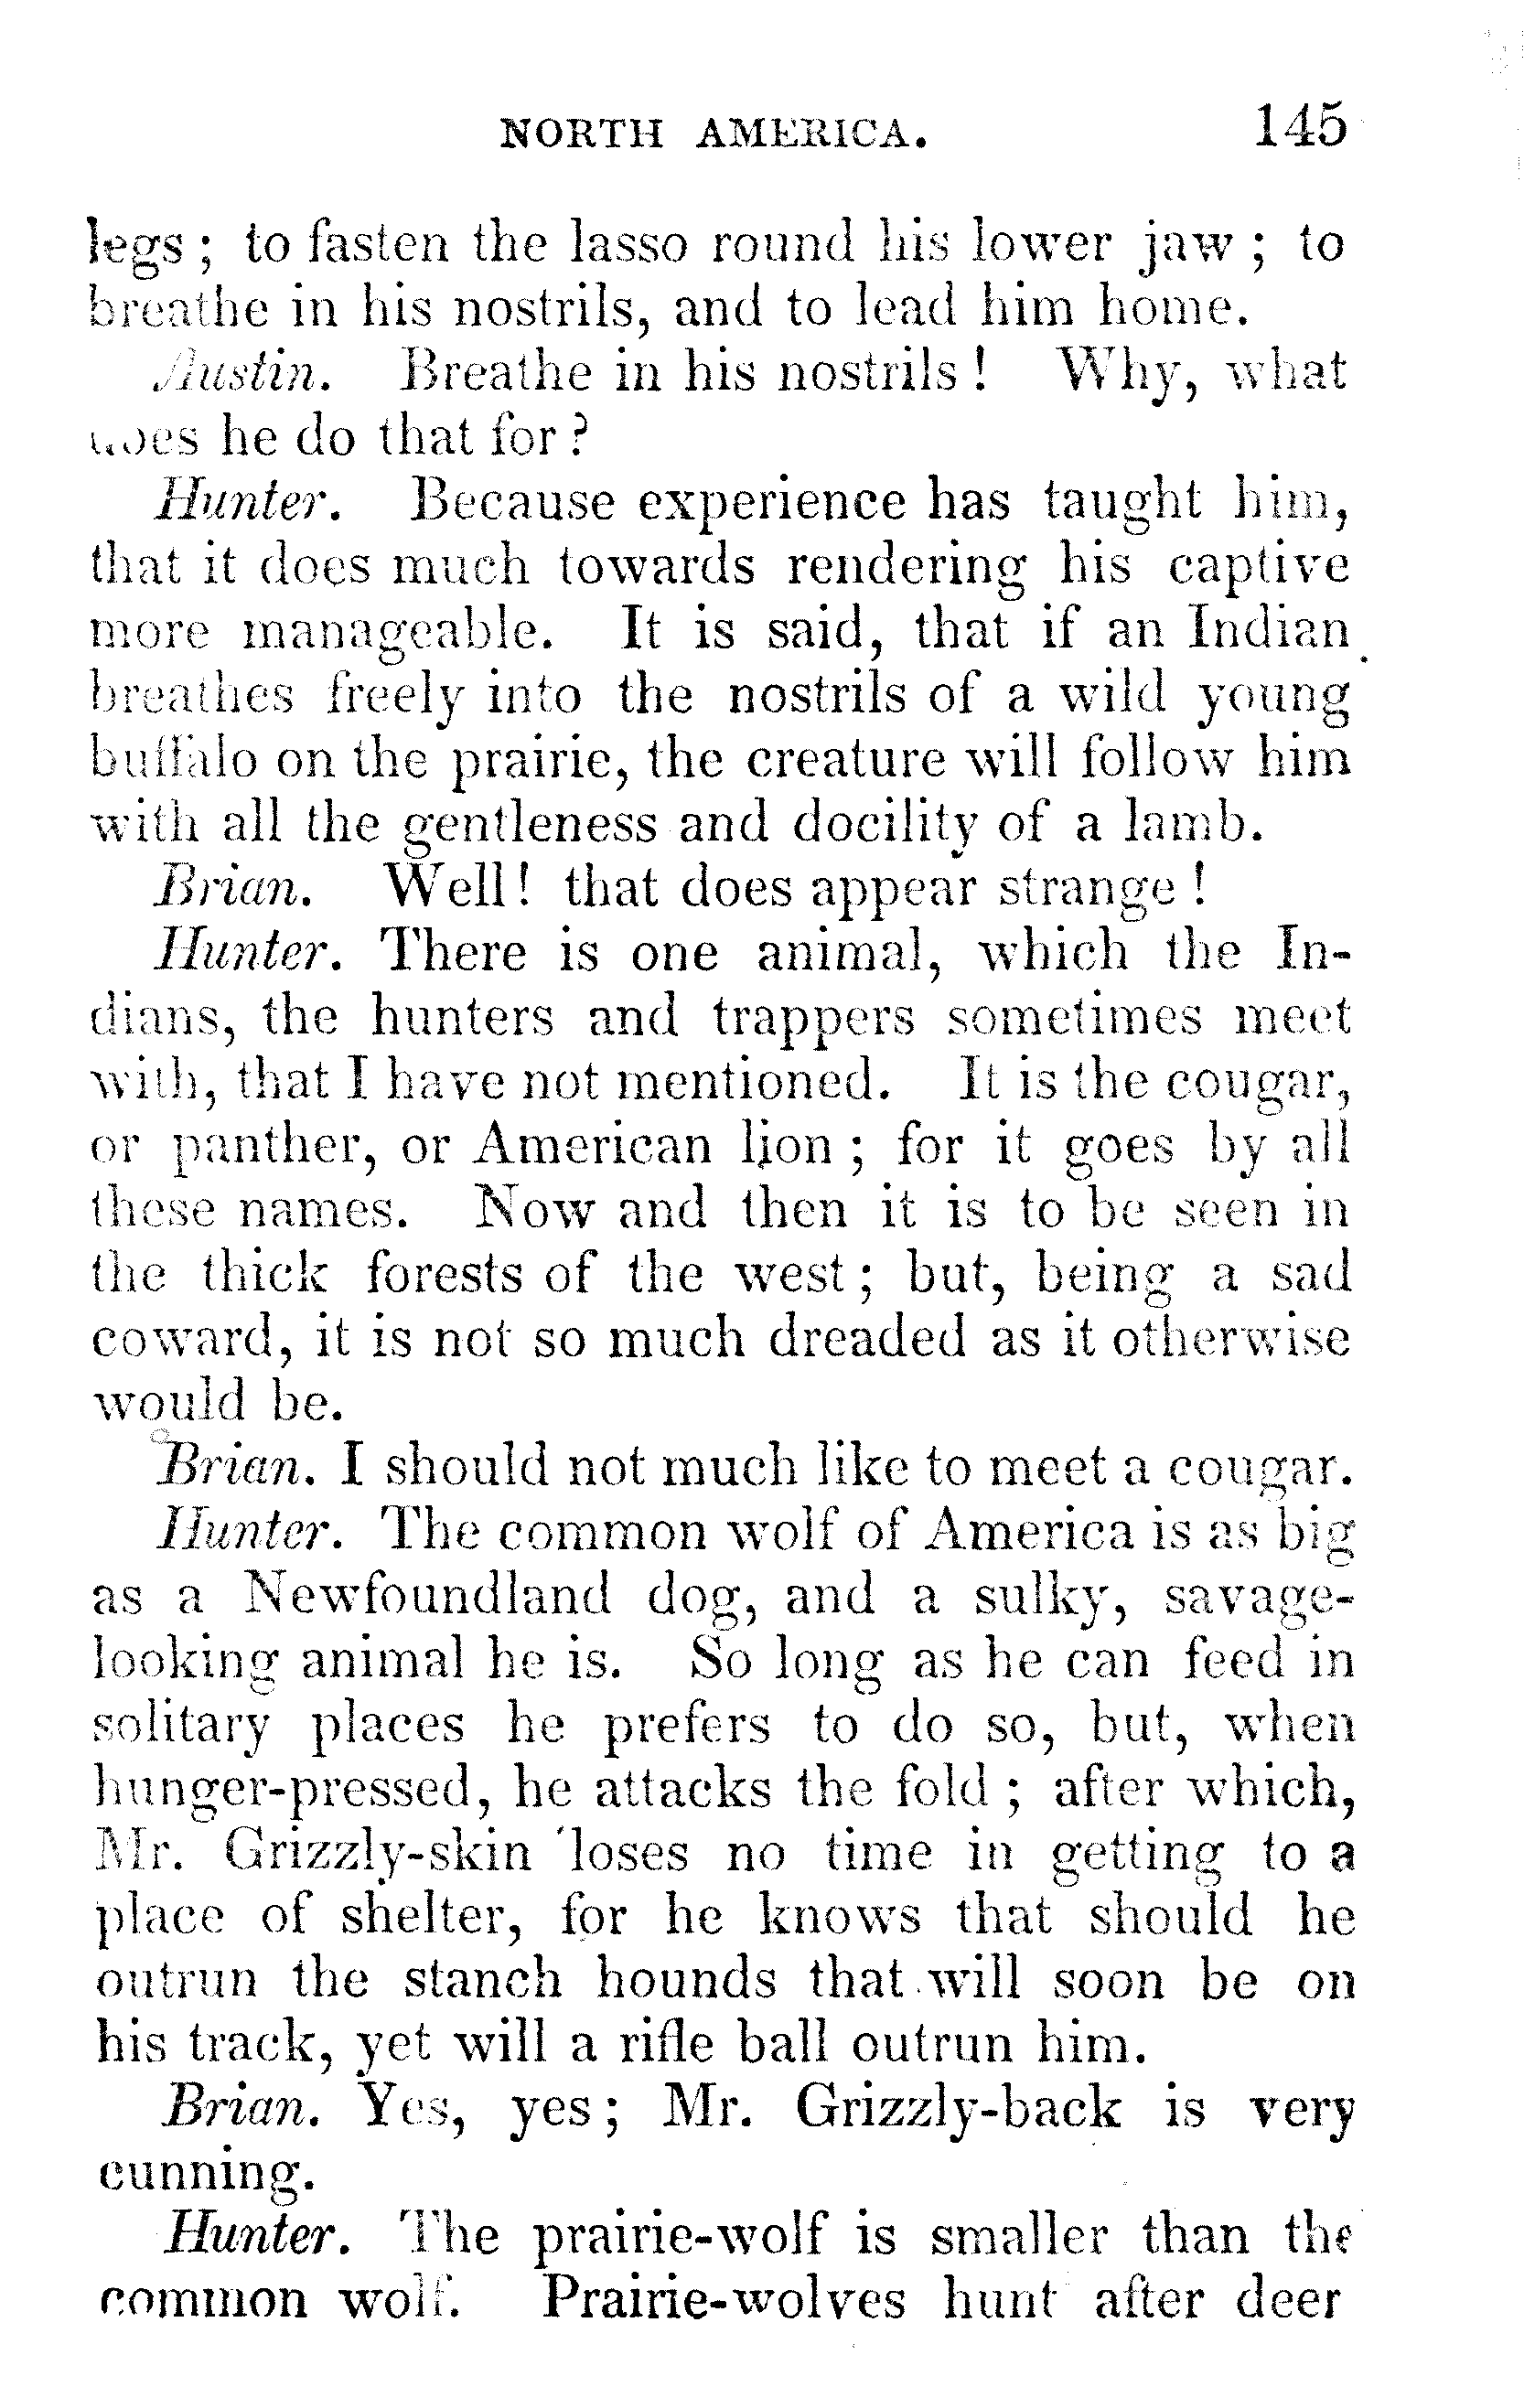 NORTH AMERICA. 145
legs; to fasten the lasso round his lower jaw; to
breathe in his nostrils, and to lead him home.
Austin. Breathe in his nostrils! Why, what
does he do that for?
Hunter. Because experience has taught him,
that it does much towards rendering his captive
more manageable. It is said, that if an Indian
breathes freely into the nostrils of a wild young
buffalo on the prairie, the creature will follow him
with all the gentleness and docility of a lamb.
Brian. Well! that does appear strange!
Hunter. There is one animal, which the In-
dians, the hunters and trappers sometimes meet
with, that I have not mentioned. It is the cougar,
or panther, or American lion; for it goes by all
these names. Now and then it is to be seen in
the thick forests of the west; but, being a sad
coward, it is not so much dreaded as it otherwise
would be.
Brian. I should not much like to meet a cougar.
Hunter. The common wolf of America is as big
as a Newfoundland dog, and a sulky, savage-
looking animal he is. So long as he can feed in
solitary places he prefers to do so, but, when
hunger-pressed, he attacks the fold; after which,
Mr. Grizzly-skin loses no time in getting to a
place of shelter, for he knows that should he
outrun the stanch hounds that will soon be on
his track, yet will a rifle ball outrun him.
Brian. Yes, yes; Mr. Grizzly-back is very
cunning.
Hunter. The prairie-wolf is smaller than the
common wolf. Prairie-wolves hunt after deer